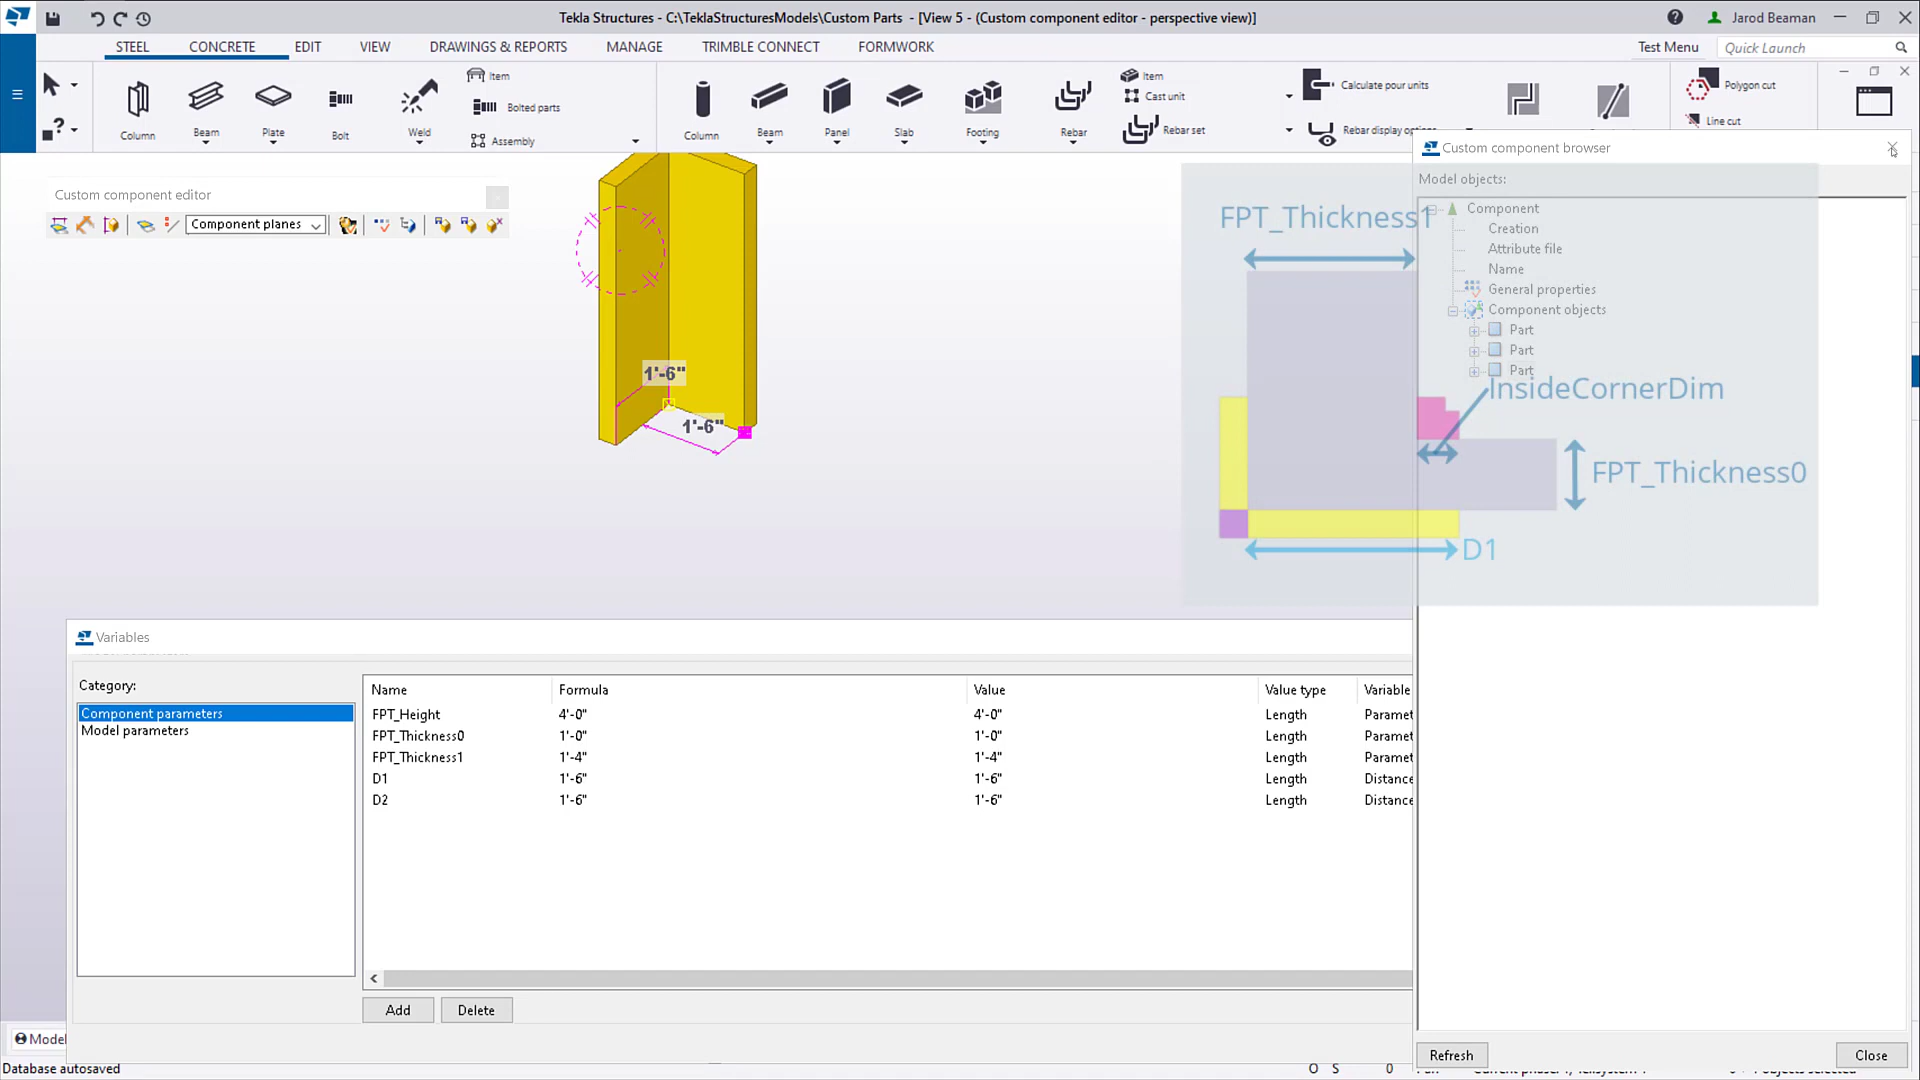 Tekla Structures - C:\TeklaStructuresModels\Custom Parts - [View 5 - (Custom component editor - perspective view)]
Jarod Beaman
STEEL CONCRETE EDIT VIEW DRAWINGS & REPORTS MANAGE TRIMBLE CONNECT FORMWORK
Test Menu
Quick Launch
Column
Beam
Plate
Bolt
Weld
Item
Bolted parts
Assembly
Column
Beam
Panel
Slab
Footing
Rebar
Item
Cast unit
Rebar set
Calculate pour units
Rebar display options
Polygon cut
Line cut
Custom component editor
Component planes
1'-6"
1'-6"
FPT_Thickness1
InsideCornerDim
FPT_Thickness0
D1
Custom component browser
Model objects:
Component
Creation
Attribute file
Name
General properties
Component objects
Part
Part
Part
Refresh
Close
Variables
Category:
Component parameters
Model parameters
Name Formula Value Value type Variable
FPT_Height 4'-0" 4'-0" Length Paramet
FPT_Thickness0 1'-0" 1'-0" Length Paramet
FPT_Thickness1 1'-4" 1'-4" Length Paramet
D1 1'-6" 1'-6" Length Distance
D2 1'-6" 1'-6" Length Distance
Add
Delete
Model
Database autosaved
O S 0